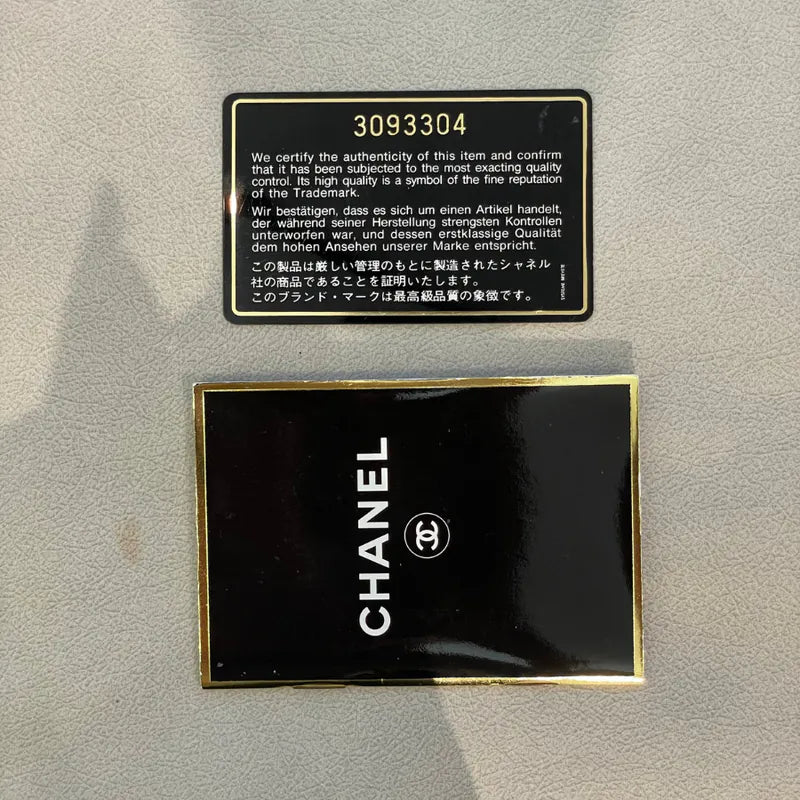 3093304
We certify the authenticity of this item and confirm
that it has been subjected to the most exacting quality
control. Its high quality is a symbol of the fine reputation
of the Trademark.
Wir bestätigen, dass es sich um einen Artikel handelt,
der während seiner Herstellung strengsten Kontrollen
unterworfen war, und dessen erstklassige Qualität
dem hohen Ansehen unserer Marke entspricht.
この製品は厳しい管理のもとに製造されたシャネル
社の商品であることを証明いたします。
このブランド・マークは最高級品質の象徴です。
CHANEL